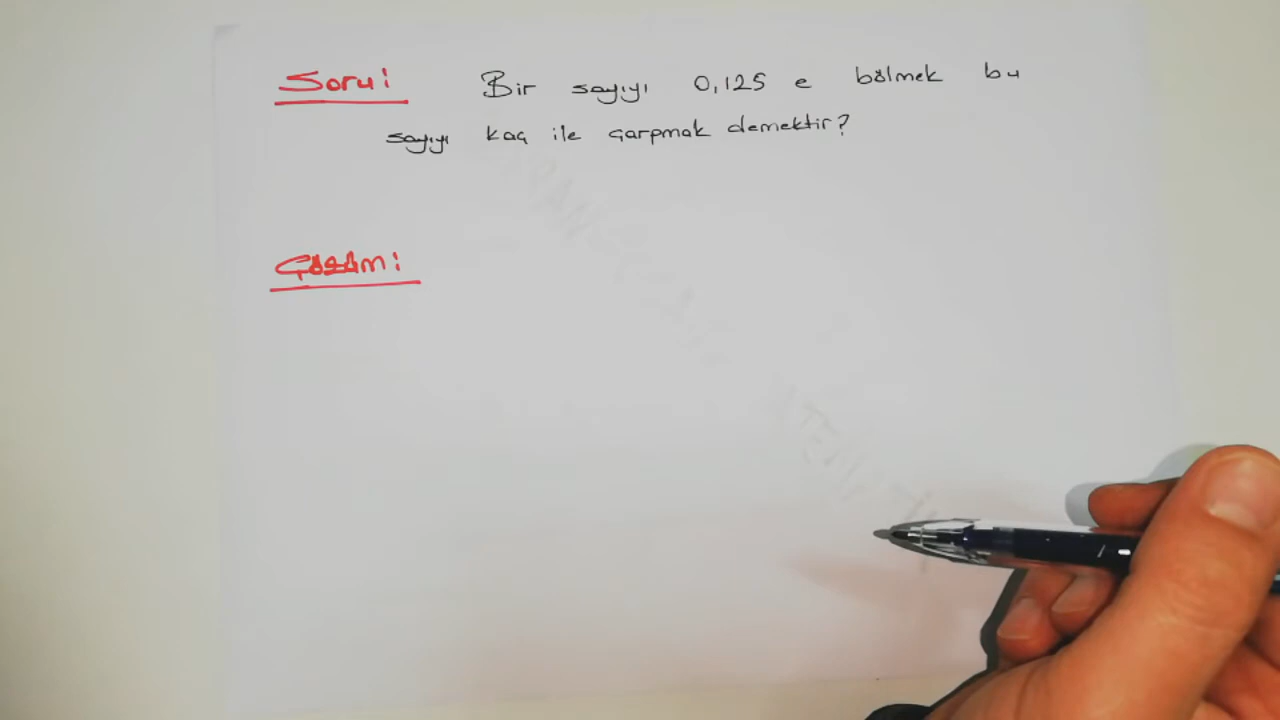 Soru:   Bir sayıyı 0,125 e bölmek bu
sayıyı kaç ile çarpmak demektir?
Çözüm: